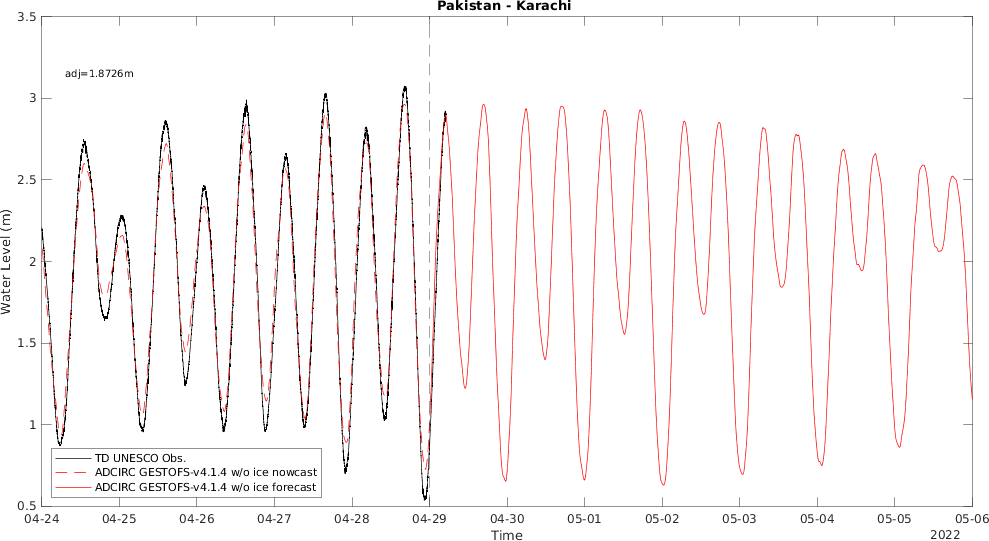 Pakistan - Karachi
3.5
adj=1.8726m
3
2.5
2
1.5
1
0.5
Water Level (m)
TD UNESCO Obs.
ADCIRC GESTOFS-v4.1.4 w/o ice nowcast
ADCIRC GESTOFS-v4.1.4 w/o ice forecast
04-24 04-25 04-26 04-27 04-28 04-29 04-30 05-01 05-02 05-03 05-04 05-05 05-06
Time
2022